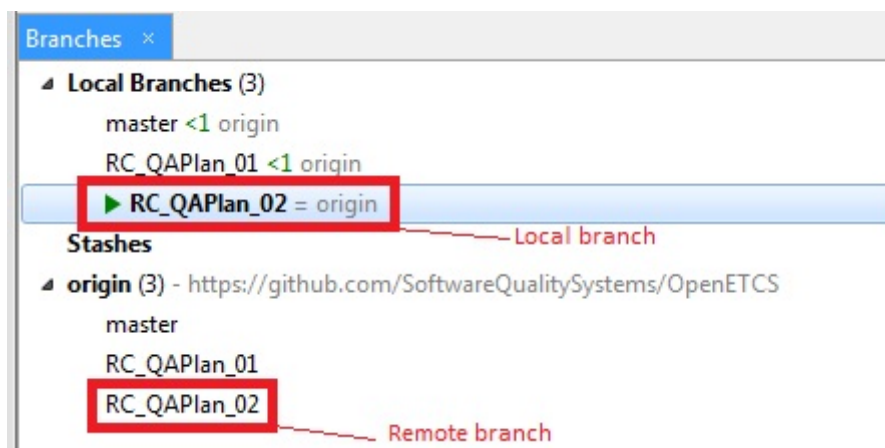 Branches ×
Local Branches (3)
master <1 origin
RC_QAPlan_01 <1 origin
RC_QAPlan_02 = origin
Local branch
Stashes
origin (3) - https://github.com/SoftwareQualitySystems/OpenETCS
master
RC_QAPlan_01
RC_QAPlan_02
Remote branch